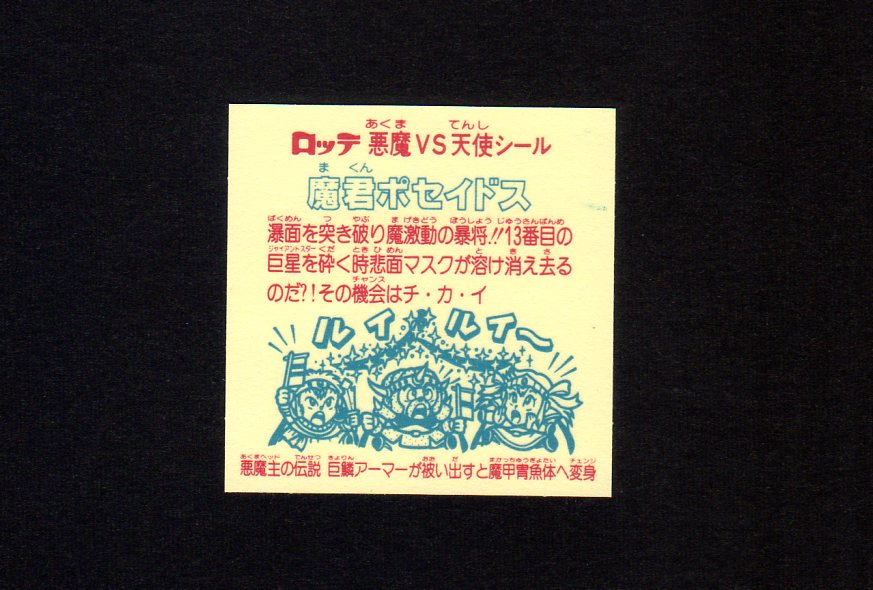 ロッテ 悪魔VS天使シール
魔君ポセイドス
瀑面を突き破り魔激動の暴将!!13番目の
巨星を砕く時悲面マスクが溶け消え去る
のだ?!その機会はチ・カ・イ
ルイ★ルイ〜
悪魔主の伝説 巨鱗アーマーが被い出すと魔甲冑魚体へ変身